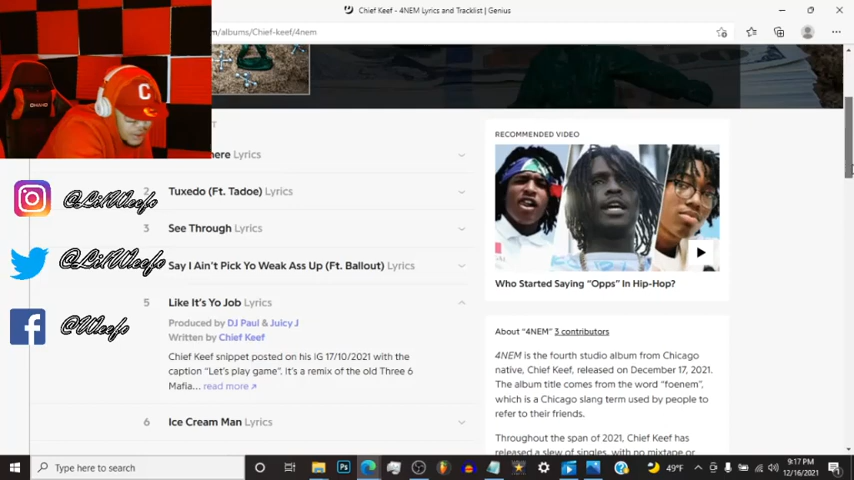 Chief Keef - 4NEM Lyrics and Tracklist | Genius
m/albums/Chief-keef/4nem
C
T
here Lyrics
2 Tuxedo (Ft. Tadoe) Lyrics
3 See Through Lyrics
Say I Ain't Pick Yo Weak Ass Up (Ft. Ballout) Lyrics
5 Like It's Yo Job Lyrics
Produced by DJ Paul & Juicy J
Written by Chief Keef
Chief Keef snippet posted on his IG 17/10/2021 with the
caption "Let's play game". It's a remix of the old Three 6
Mafia... read more
6 Ice Cream Man Lyrics
@LilWeefo
@LilWeefo
@Weefo
RECOMMENDED VIDEO
Who Started Saying "Opps" In Hip-Hop?
About "4NEM" 3 contributors
4NEM is the fourth studio album from Chicago
native, Chief Keef, released on December 17, 2021.
The album title comes from the word "foenem",
which is a Chicago slang term used by people to
refer to their friends.
Throughout the span of 2021, Chief Keef has
released a slew of singles, with no mixtape or
Type here to search
Ps
49°F
9:17 PM
12/16/2021